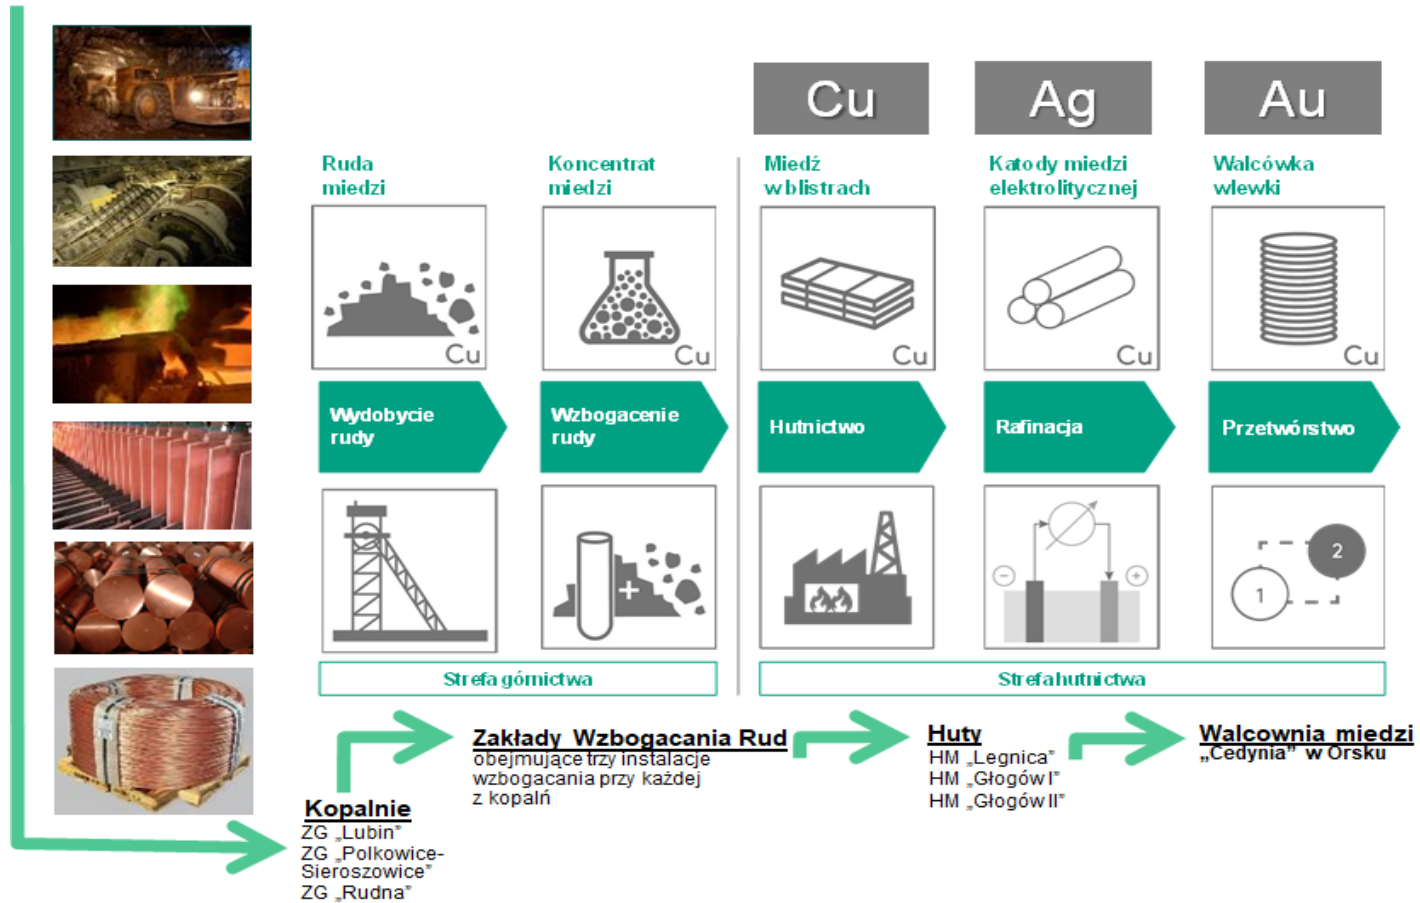 Cu
Ag
Au
Ruda
miedzi
Koncentrat
miedzi
Miedź
w blistrach
Katody miedzi
elektrolitycznej
Walcówka
wlewki
Cu
Cu
Cu
Cu
Cu
Wydobycie
rudy
Wzbogacenie
rudy
Hutnictwo
Rafinacja
Przetwórstwo
+
−
+
1
2
Strefa górnictwa
Strefa hutnictwa
Kopalnie
ZG „Lubin”
ZG „Polkowice-
Sieroszowice”
ZG „Rudna”
Zakłady Wzbogacania Rud
obejmujące trzy instalacje
wzbogacania przy każdej
z kopalń
Huty
HM „Legnica”
HM „Głogów I”
HM „Głogów II”
Walcownia miedzi
„Cedynia” w Orsku